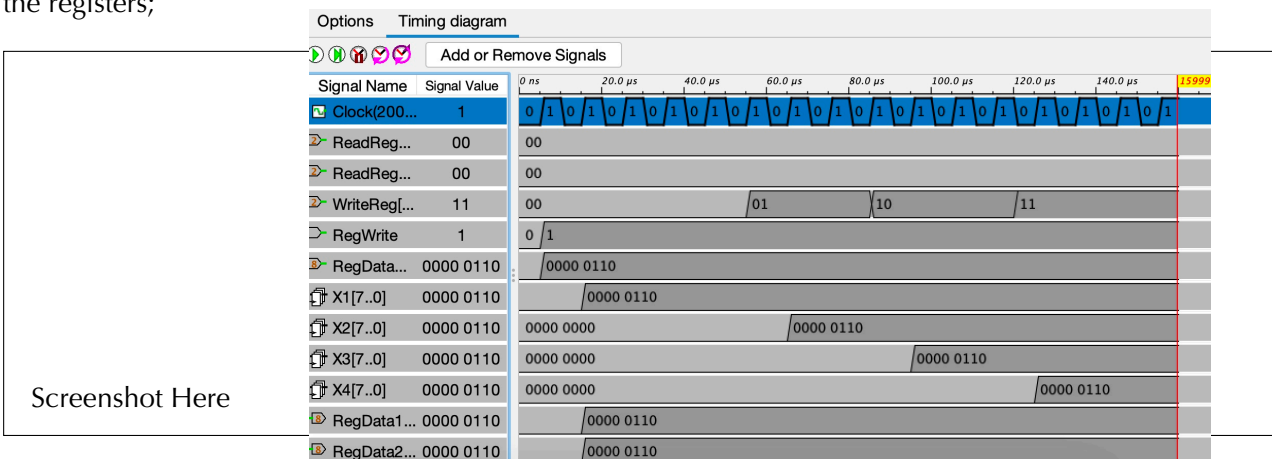 the registers;
Options Timing diagram
Add or Remove Signals
Signal Name Signal Value 0 ns 20.0 µs 40.0 µs 60.0 µs 80.0 µs 100.0 µs 120.0 µs 140.0 µs 15999
Clock(200... 1 0 1 0 1 0 1 0 1 0 1 0 1 0 1 0 1 0 1 0 1 0 1 0 1 0 1 0 1 0 1 0 1
ReadReg... 00 00
ReadReg... 00 00
WriteReg[... 11 00 01 10 11
RegWrite 1 0 1
RegData... 0000 0110 0000 0110
X1[7..0] 0000 0110 0000 0110
X2[7..0] 0000 0110 0000 0000 0000 0110
X3[7..0] 0000 0110 0000 0000 0000 0110
X4[7..0] 0000 0110 0000 0000 0000 0110
Screenshot Here
RegData1... 0000 0110 0000 0110
RegData2... 0000 0110 0000 0110